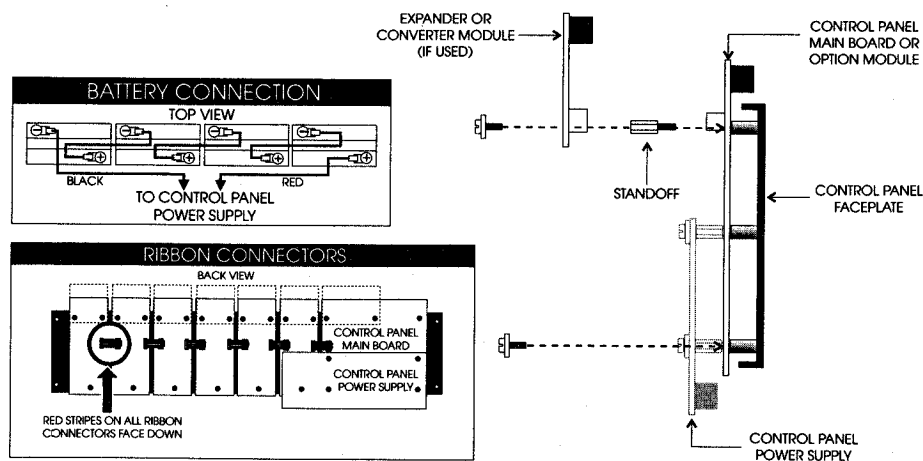 EXPANDER OR
CONVERTER MODULE
(IF USED)
CONTROL PANEL
MAIN BOARD OR
OPTION MODULE
BATTERY CONNECTION
TOP VIEW
BLACK
RED
TO CONTROL PANEL
POWER SUPPLY
STANDOFF
CONTROL PANEL
FACEPLATE
RIBBON CONNECTORS
BACK VIEW
CONTROL PANEL
MAIN BOARD
CONTROL PANEL
POWER SUPPLY
RED STRIPES ON ALL RIBBON
CONNECTORS FACE DOWN
CONTROL PANEL
POWER SUPPLY